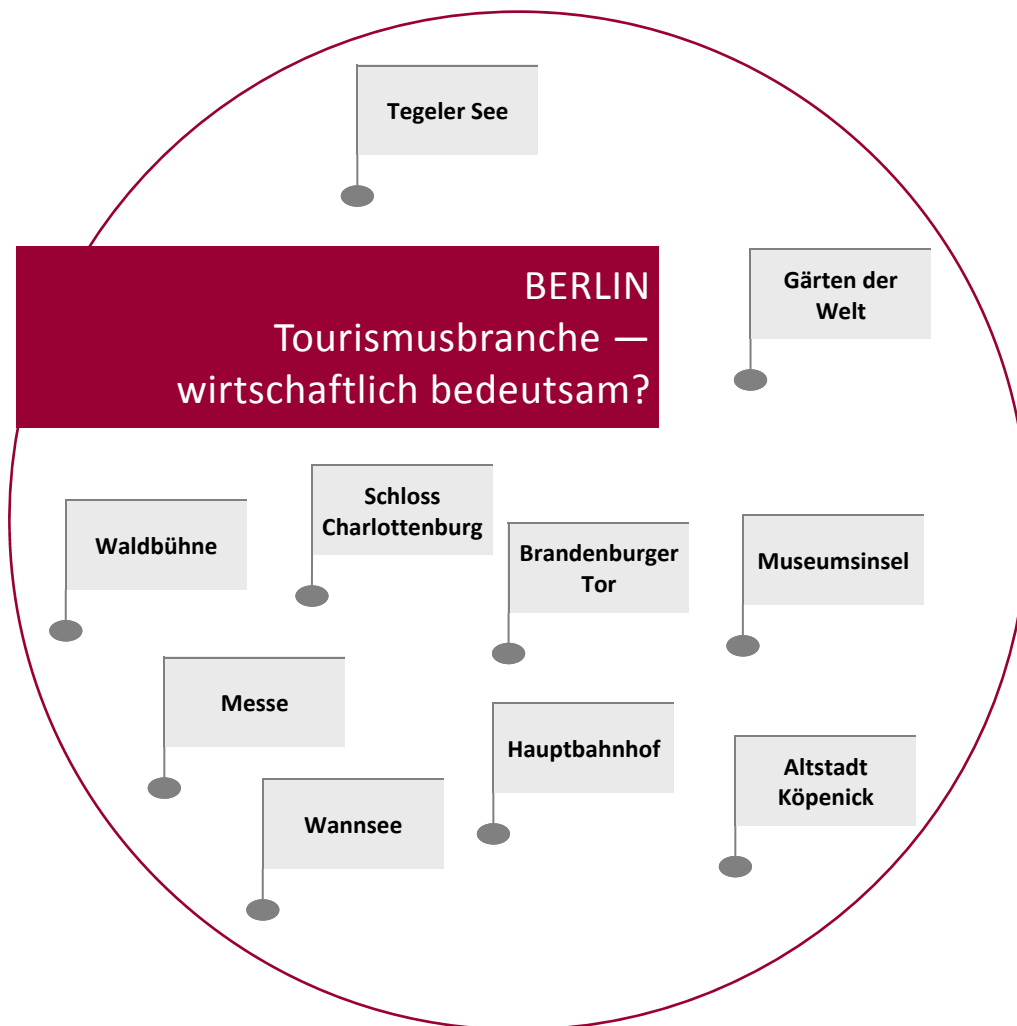 Tegeler See
BERLIN
Tourismusbranche —
wirtschaftlich bedeutsam?
Gärten der
Welt
Waldbühne
Schloss
Charlottenburg
Brandenburger
Tor
Museumsinsel
Messe
Hauptbahnhof
Wannsee
Altstadt
Köpenick